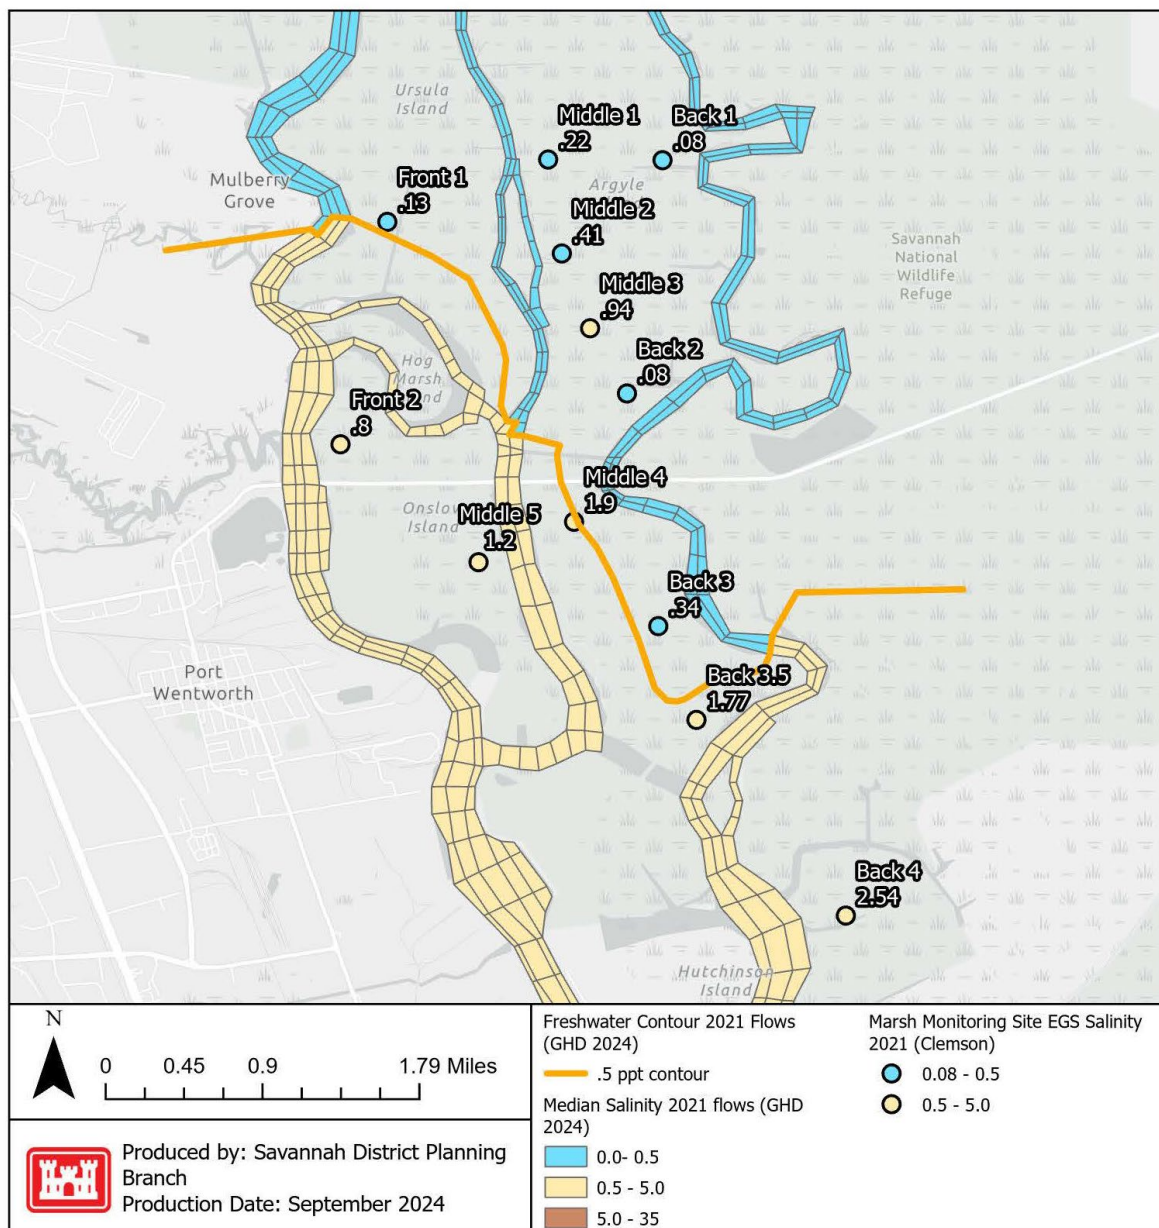 Ursula
Island
Middle 1
.22
Back 1
.08
Mulberry
Grove
Front 1
.13
Argyle
Middle 2
.41
Savannah
National
Wildlife
Refuge
Middle 3
.94
Hog
Marsh
Back 2
.08
Front 2
.8
Middle 4
1.9
Onslow
Island
Middle 5
1.2
Back 3
.34
Port
Wentworth
Back 3.5
1.77
Back 4
2.54
Hutchinson
Island
N
0 0.45 0.9 1.79 Miles
Produced by: Savannah District Planning
Branch
Production Date: September 2024
Freshwater Contour 2021 Flows
(GHD 2024)
.5 ppt contour
Median Salinity 2021 flows (GHD
2024)
0.0- 0.5
0.5 - 5.0
5.0 - 35
Marsh Monitoring Site EGS Salinity
2021 (Clemson)
0.08 - 0.5
0.5 - 5.0